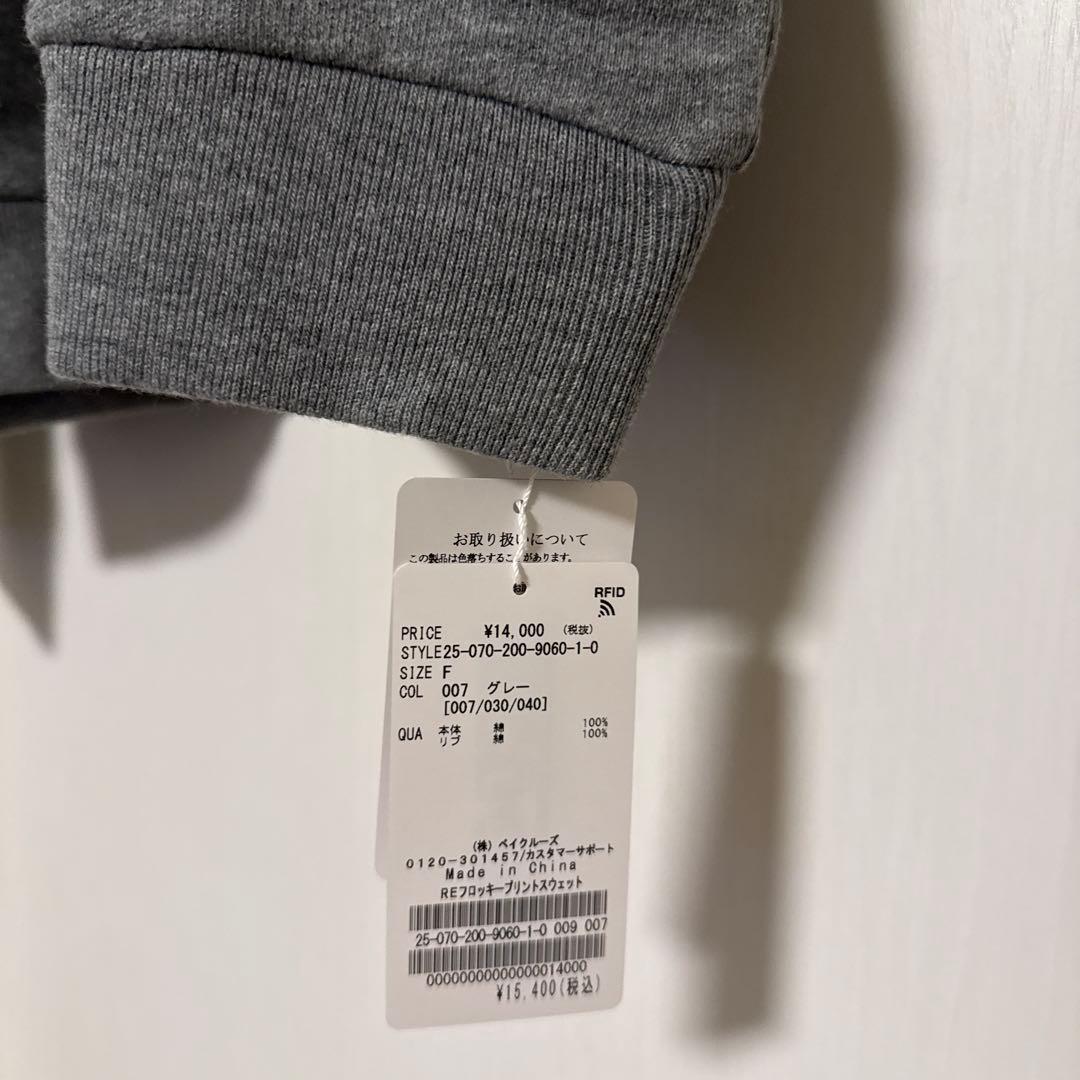 お取り扱いについて
この製品は色落ちすることがあります。
RFID
PRICE ¥14,000 (税抜)
STYLE 25-070-200-9060-1-0
SIZE F
COL 007 グレー
[007/030/040]
QUA 本体 綿 100%
リブ 綿 100%
(株) ベイクルーズ
0120-301457/カスタマーサポート
Made in China
REフロッキープリントスウェット
25-070-200-9060-1-0 009 007
00000000000000014000
¥15,400(税込)